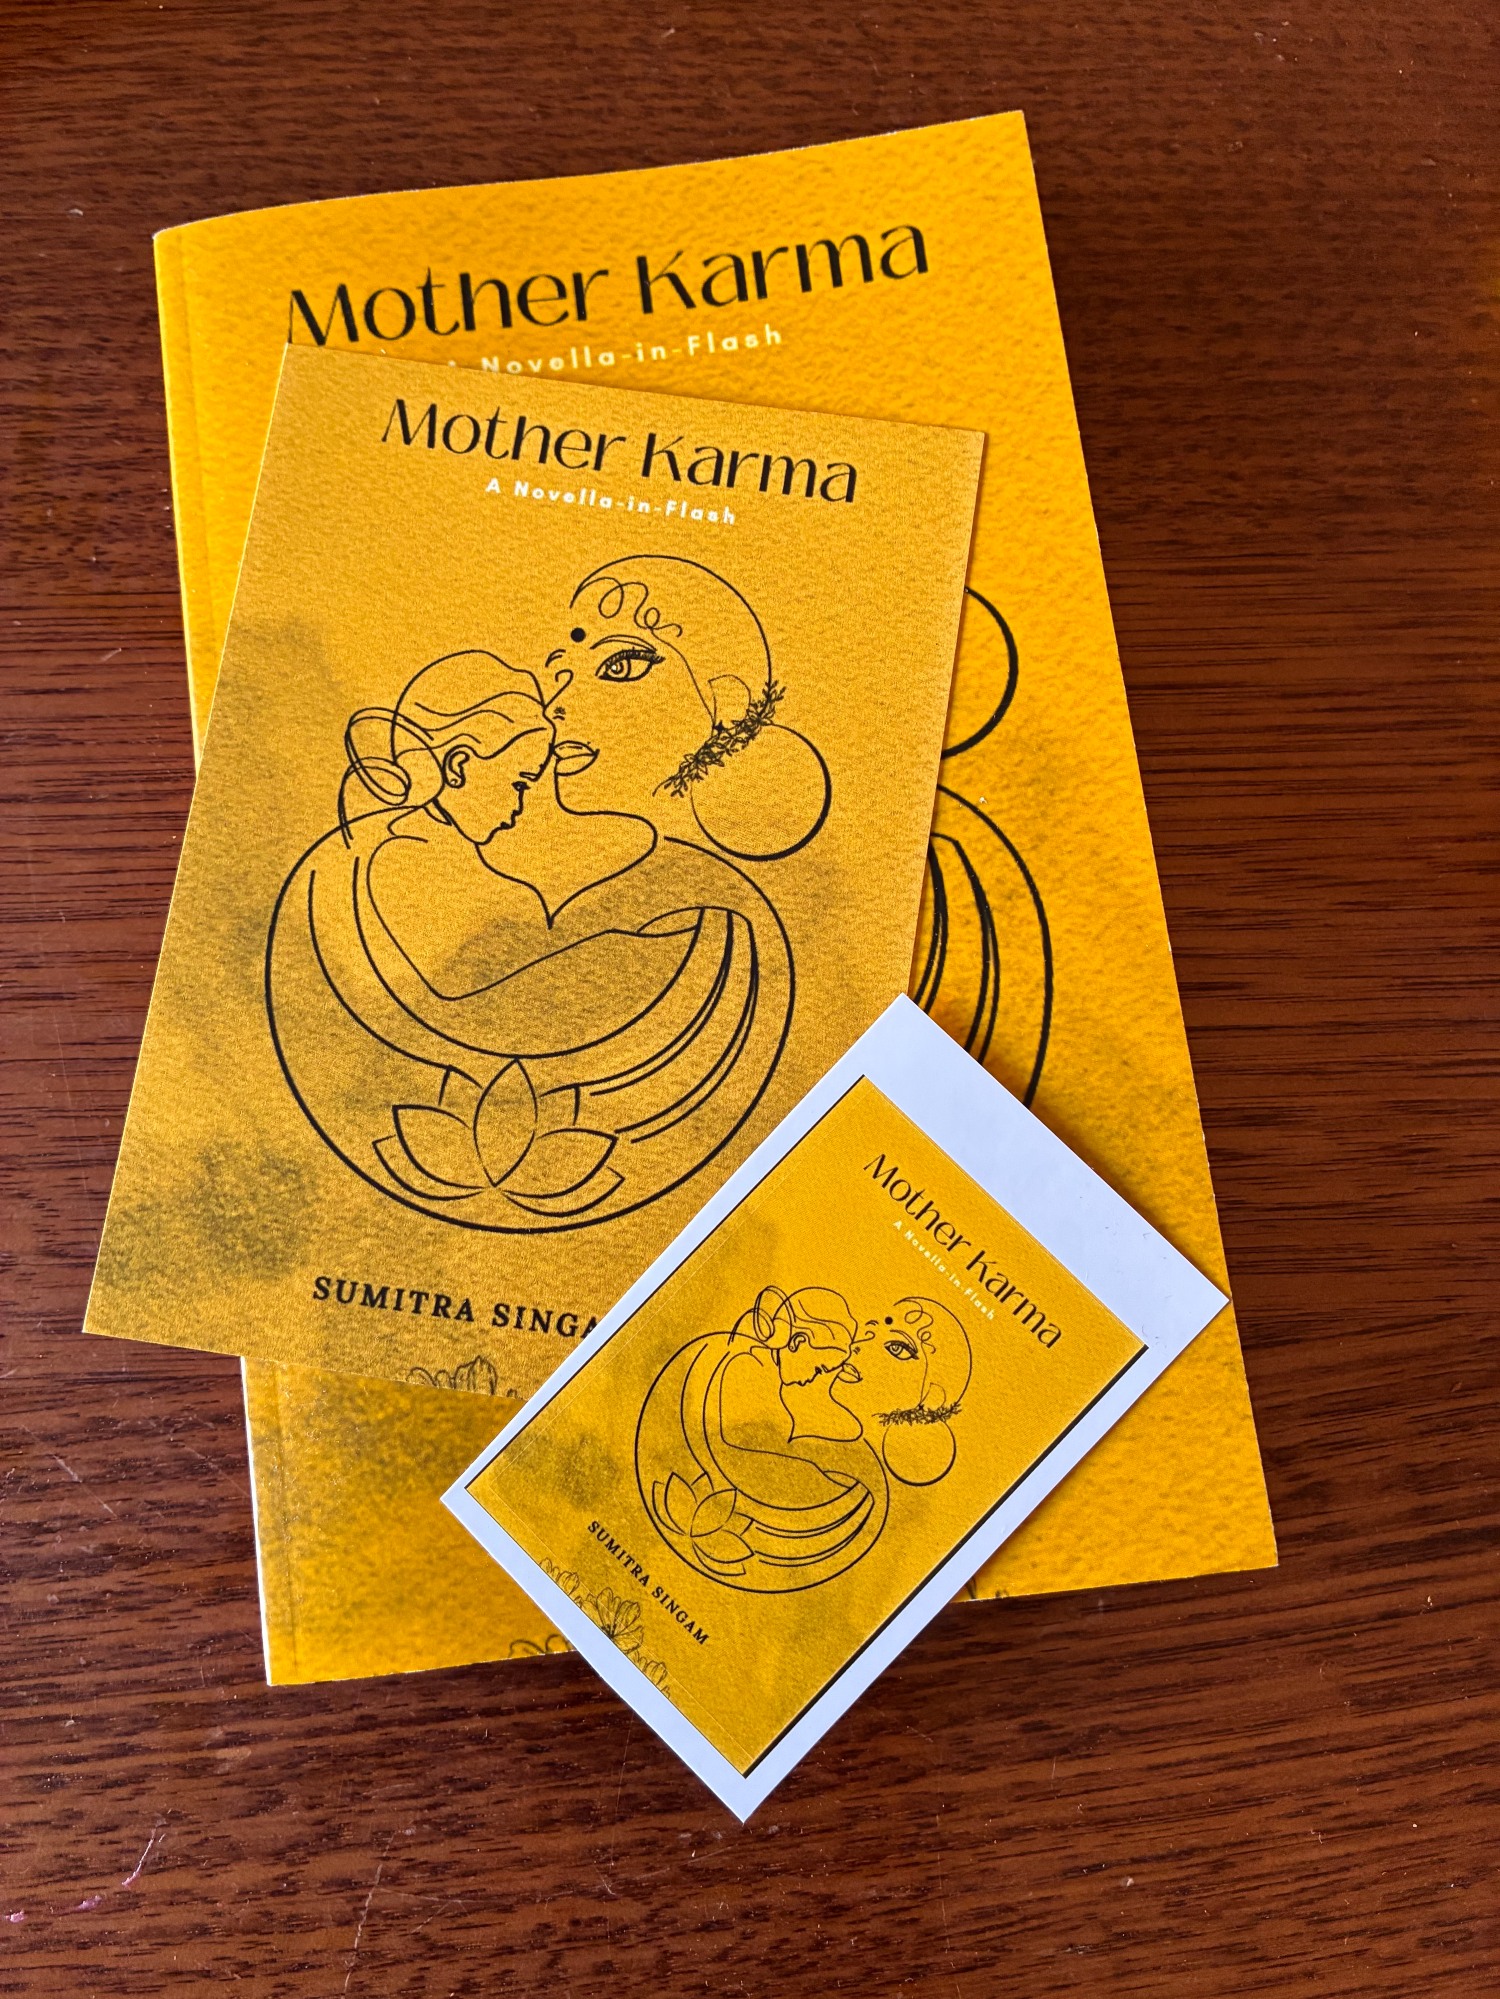 Mother Karma
A Novella-in-Flash
Mother Karma
A Novella-in-Flash
SUMITRA SINGA
Mother Karma
A Novella-in-Flash
SUMITRA SINGAM